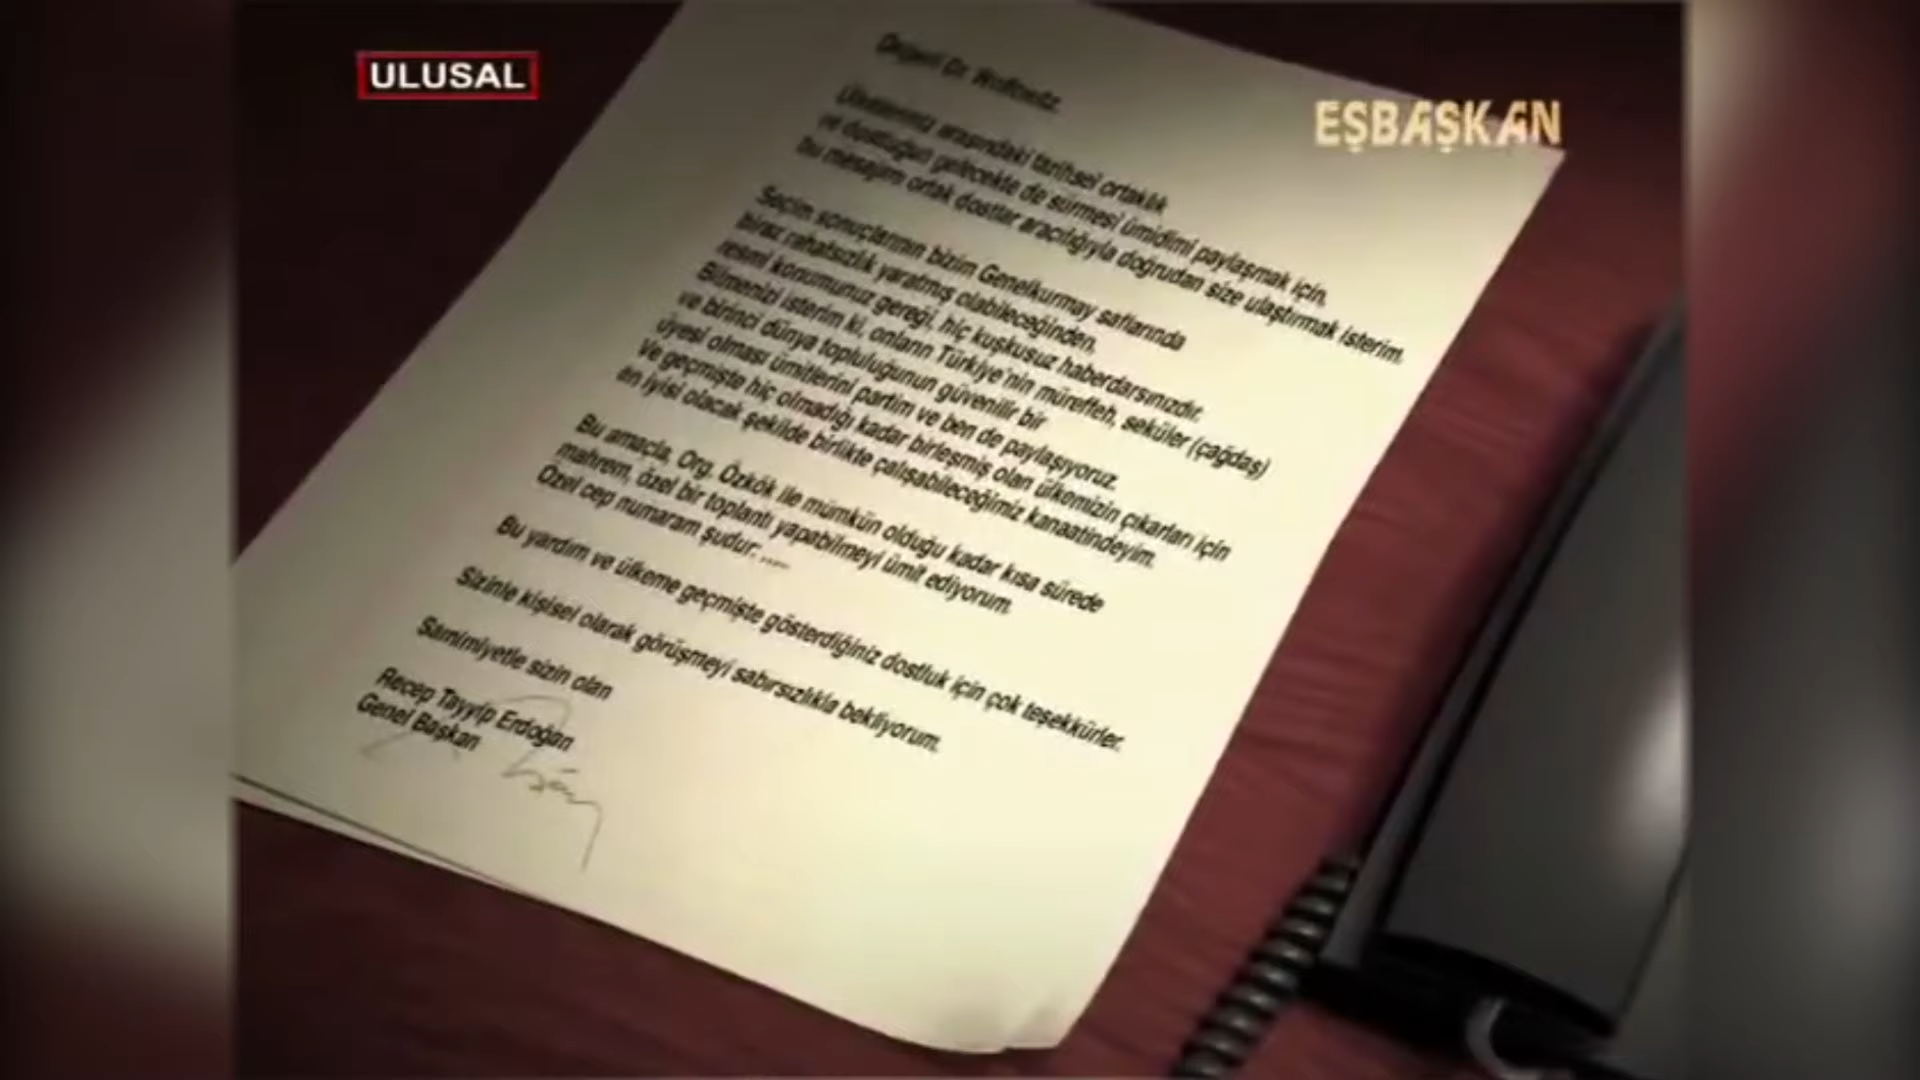 ULUSAL
EŞBAŞKAN
Değerli Dr. Wolfowitz,
Ülkelerimiz arasındaki tarihsel ortaklık
ve dostluğun gelecekte de sürmesi ümidimi paylaşmak için,
bu mesajım ortak dostlar aracılığıyla doğrudan size ulaştırmak isterim.
Seçim sonuçlarının bizim Genelkurmay saflarında
biraz rahatsızlık yaratmış olabileceğinden,
resmi konumunuz gereği, hiç kuşkusuz haberdarsınızdır.
Bilmenizi isterim ki, onların Türkiye'nin müreffeh, seküler (çağdaş)
ve birinci dünya topluluğunun güvenilir bir
üyesi olması ümitlerini partim ve ben de paylaşıyoruz.
Ve geçmişte hiç olmadığı kadar birleşmiş olan ülkemizin çıkarları için
en iyisi olacak şekilde birlikte çalışabileceğimiz kanaatindeyim.
Bu amaçla, Org. Özkök ile mümkün olduğu kadar kısa sürede
mahrem, özel bir toplantı yapabilmeyi ümit ediyorum.
Özel cep numaram şudur: ....
Bu yardım ve ülkeme geçmişte gösterdiğiniz dostluk için çok teşekkürler.
Sizinle kişisel olarak görüşmeyi sabırsızlıkla bekliyorum.
Samimiyetle sizin olan
Recep Tayyip Erdoğan
Genel Başkan